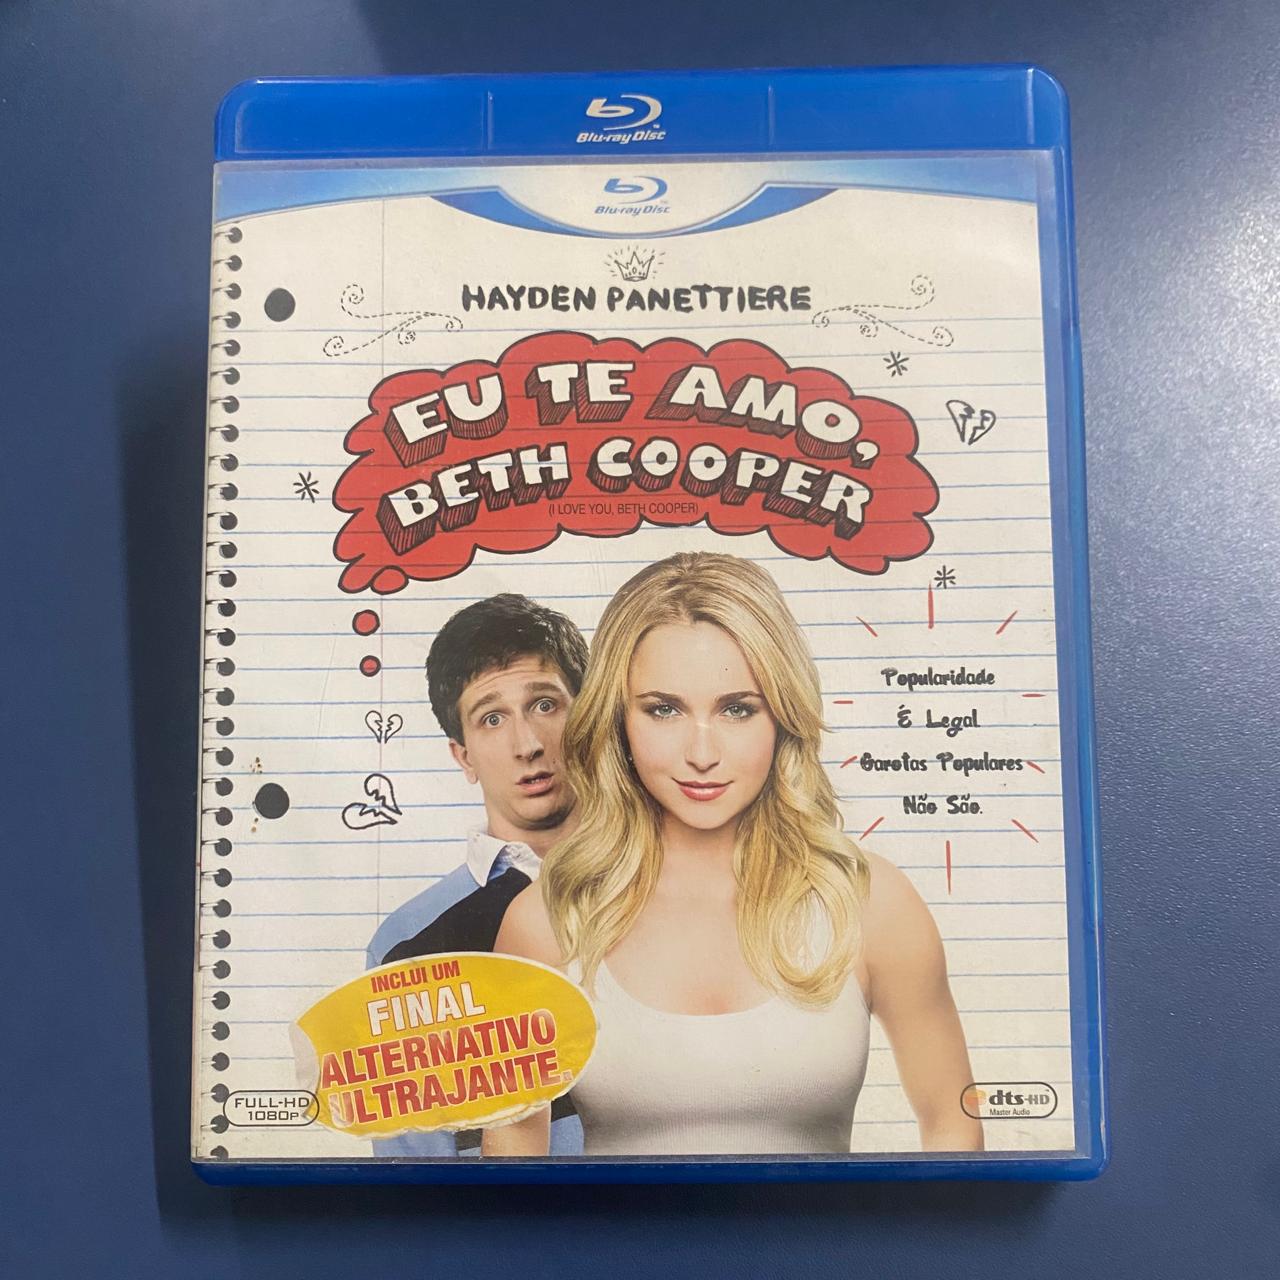 Blu-ray Disc
Blu-ray Disc
HAYDEN PANETTIERE
EU TE AMO,
BETH COOPER
(I LOVE YOU, BETH COOPER)
Popularidade
É Legal
Garotas Populares
Não São.
INCLUI UM
FINAL
ALTERNATIVO
ULTRAJANTE.
FULL-HD
1080P
dts-HD
Master Audio